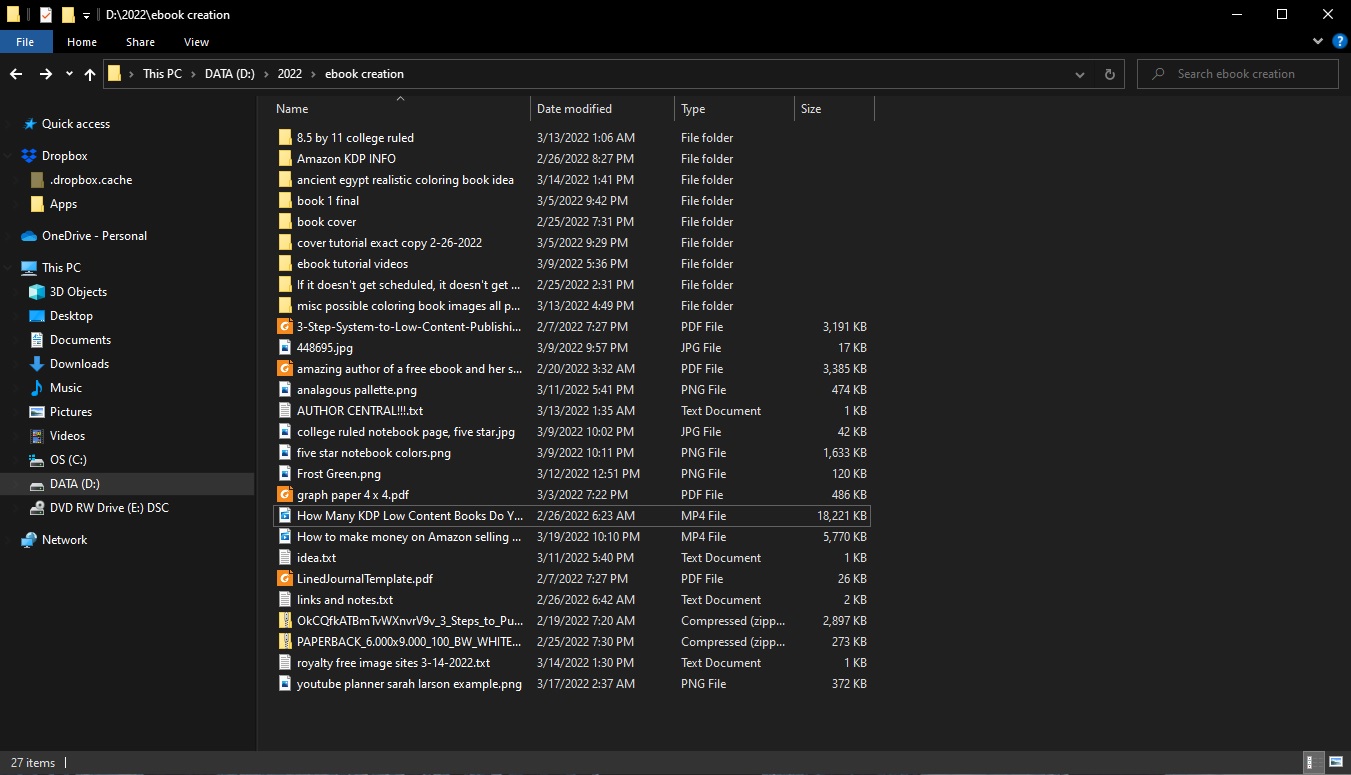 D:\2022\ebook creation
File Home Share View
This PC DATA (D:) 2022 ebook creation
Search ebook creation
Name Date modified Type Size
Quick access
Dropbox
.dropbox.cache
Apps
OneDrive - Personal
This PC
3D Objects
Desktop
Documents
Downloads
Music
Pictures
Videos
OS (C:)
DATA (D:)
DVD RW Drive (E:) DSC
Network
8.5 by 11 college ruled 3/13/2022 1:06 AM File folder
Amazon KDP INFO 2/26/2022 8:27 PM File folder
ancient egypt realistic coloring book idea 3/14/2022 1:41 PM File folder
book 1 final 3/5/2022 9:42 PM File folder
book cover 2/25/2022 7:31 PM File folder
cover tutorial exact copy 2-26-2022 3/5/2022 9:29 PM File folder
ebook tutorial videos 3/9/2022 5:36 PM File folder
If it doesn't get scheduled, it doesn't get ... 2/25/2022 2:31 PM File folder
misc possible coloring book images all p... 3/13/2022 4:49 PM File folder
3-Step-System-to-Low-Content-Publishi... 2/7/2022 7:27 PM PDF File 3,191 KB
448695.jpg 3/9/2022 9:57 PM JPG File 17 KB
amazing author of a free ebook and her s... 2/20/2022 3:32 AM PDF File 3,385 KB
analagous pallette.png 3/11/2022 5:41 PM PNG File 474 KB
AUTHOR CENTRAL!!!.txt 3/13/2022 1:35 AM Text Document 1 KB
college ruled notebook page, five star.jpg 3/9/2022 10:02 PM JPG File 42 KB
five star notebook colors.png 3/9/2022 10:11 PM PNG File 1,633 KB
Frost Green.png 3/12/2022 12:51 PM PNG File 120 KB
graph paper 4 x 4.pdf 3/3/2022 7:22 PM PDF File 486 KB
How Many KDP Low Content Books Do Y... 2/26/2022 6:23 AM MP4 File 18,221 KB
How to make money on Amazon selling ... 3/19/2022 10:10 PM MP4 File 5,770 KB
idea.txt 3/11/2022 5:40 PM Text Document 1 KB
LinedJournalTemplate.pdf 2/7/2022 7:27 PM PDF File 26 KB
links and notes.txt 2/26/2022 6:42 AM Text Document 2 KB
OkCQfkATBmTvWXnvrV9v_3_Steps_to_Pu... 2/19/2022 7:20 AM Compressed (zipp... 2,897 KB
PAPERBACK_6.000x9.000_100_BW_WHITE... 2/25/2022 7:30 PM Compressed (zipp... 273 KB
royalty free image sites 3-14-2022.txt 3/14/2022 1:30 PM Text Document 1 KB
youtube planner sarah larson example.png 3/17/2022 2:37 AM PNG File 372 KB
27 items